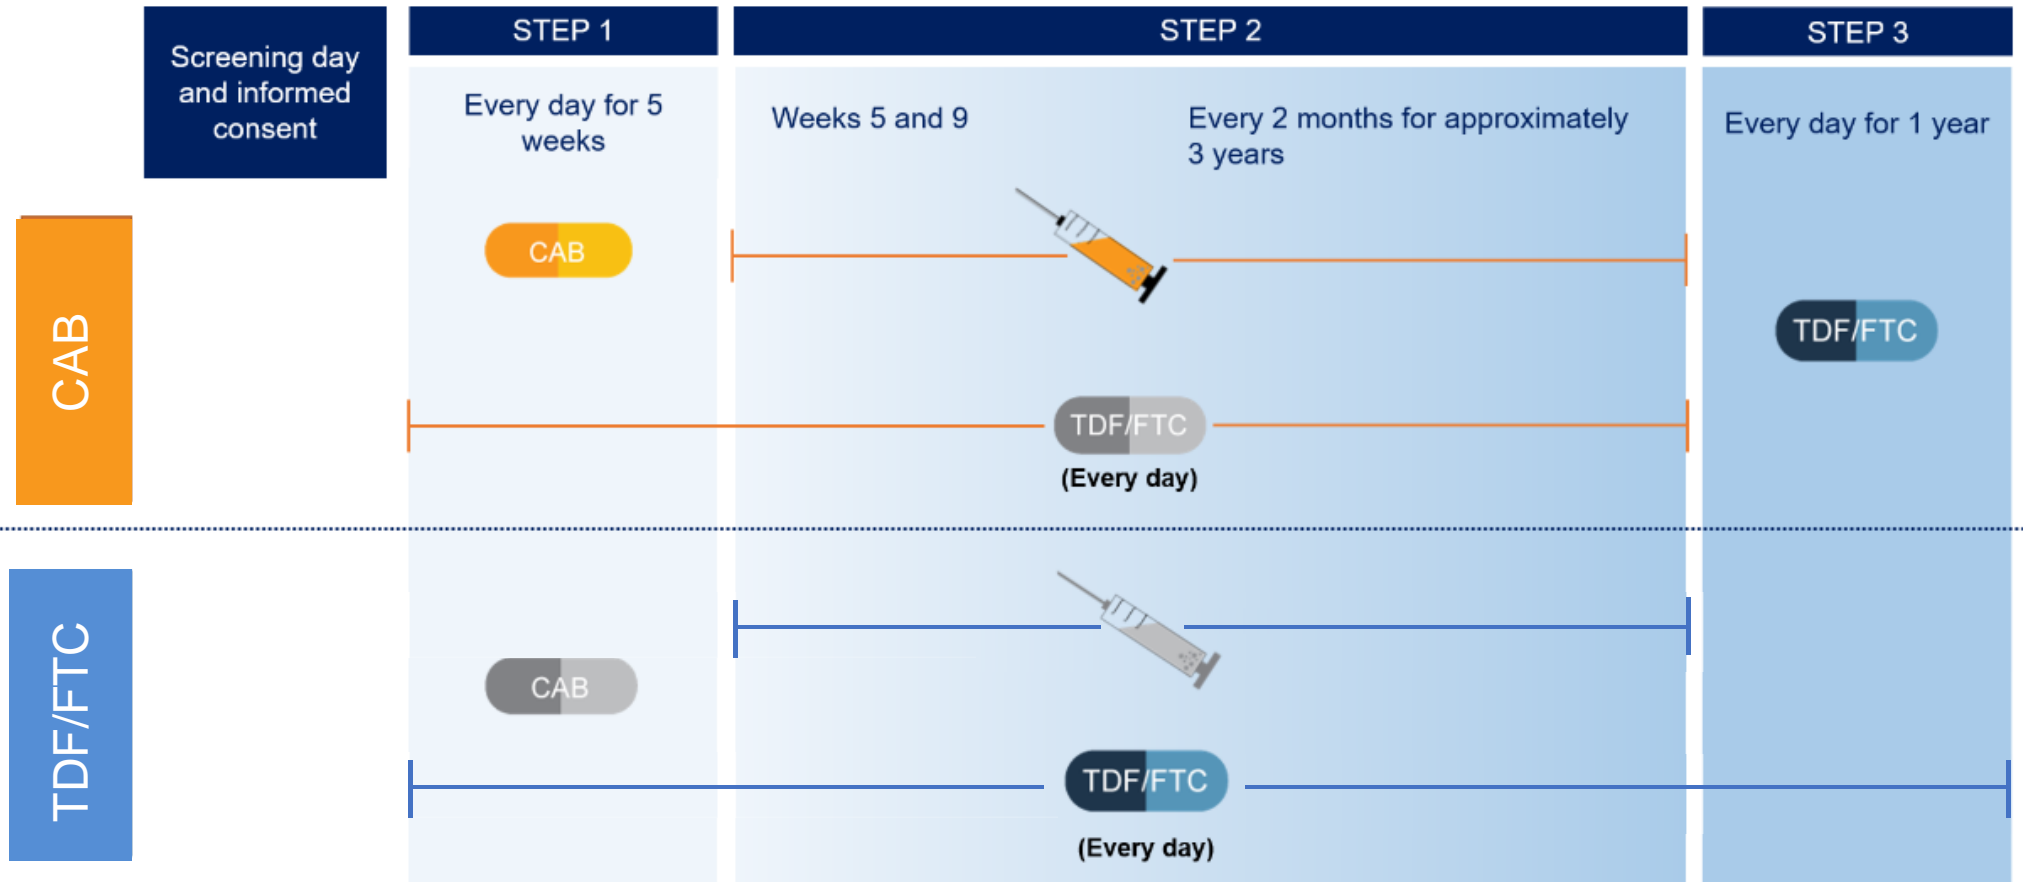 Screening day
and informed
consent
STEP 1
STEP 2
STEP 3
Every day for 5
weeks
Weeks 5 and 9
Every 2 months for approximately
3 years
Every day for 1 year
CAB
CAB
TDF/FTC
TDF/FTC
(Every day)
TDF/FTC
CAB
TDF/FTC
(Every day)